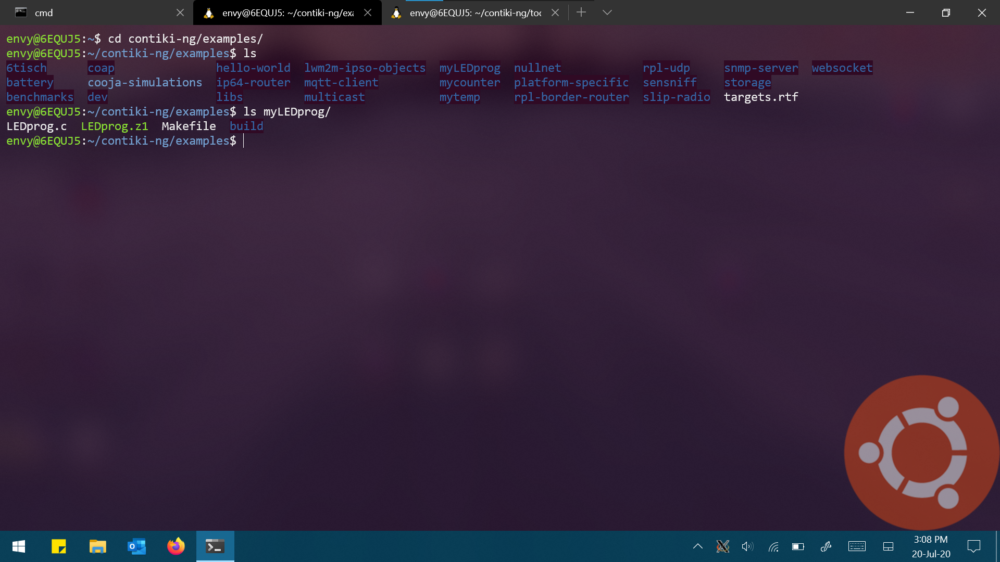 cmd
envy@6EQUJ5: ~/contiki-ng/exa
envy@6EQUJ5: ~/contiki-ng/too
envy@6EQUJ5:~$ cd contiki-ng/examples/
envy@6EQUJ5:~/contiki-ng/examples$ ls
6tisch coap hello-world lwm2m-ipso-objects myLEDprog nullnet rpl-udp snmp-server websocket
battery cooja-simulations ip64-router mqtt-client mycounter platform-specific sensniff storage
benchmarks dev libs multicast mytemp rpl-border-router slip-radio targets.rtf
envy@6EQUJ5:~/contiki-ng/examples$ ls myLEDprog/
LEDprog.c LEDprog.z1 Makefile build
envy@6EQUJ5:~/contiki-ng/examples$
3:08 PM
20-Jul-20